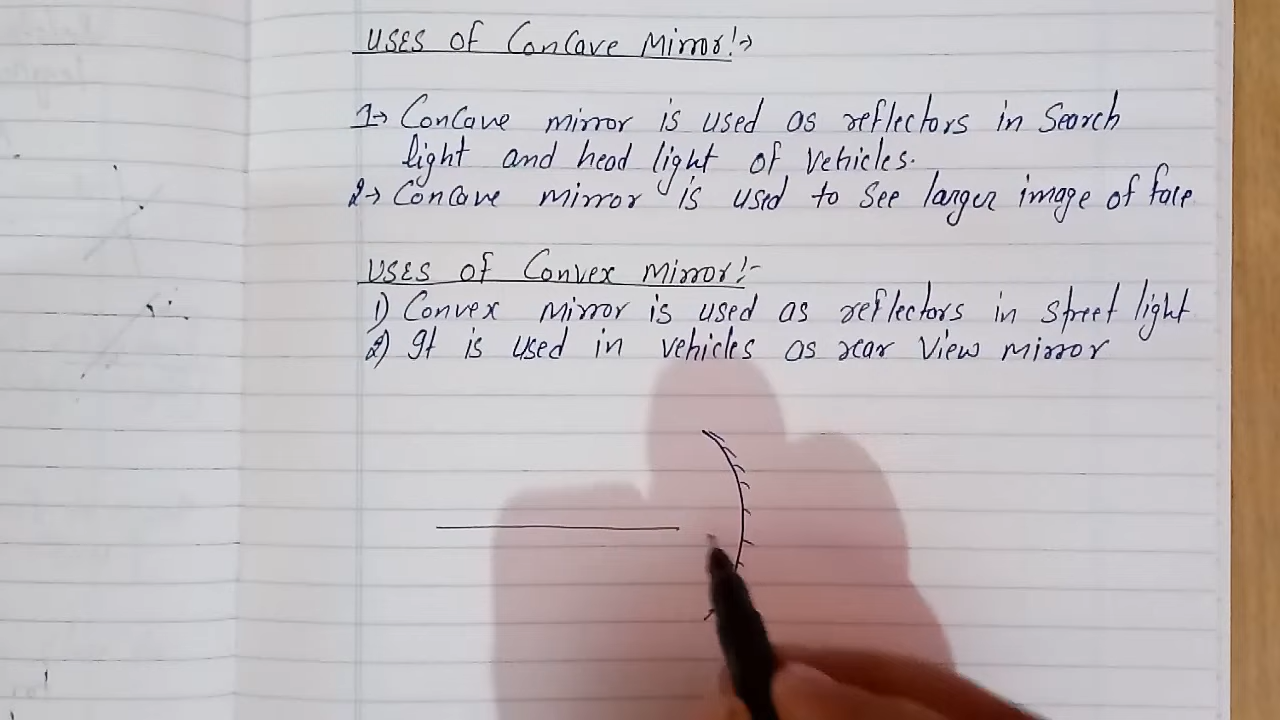 USES OF Concave Mirror!→
1→ Concave mirror is used as reflectors in Search
light and head light of vehicles.
2→ Concave mirror is used to See larger image of face
USES of Convex Mirror!-
1) Convex mirror is used as reflectors in street light
2) It is used in vehicles as rear view mirror